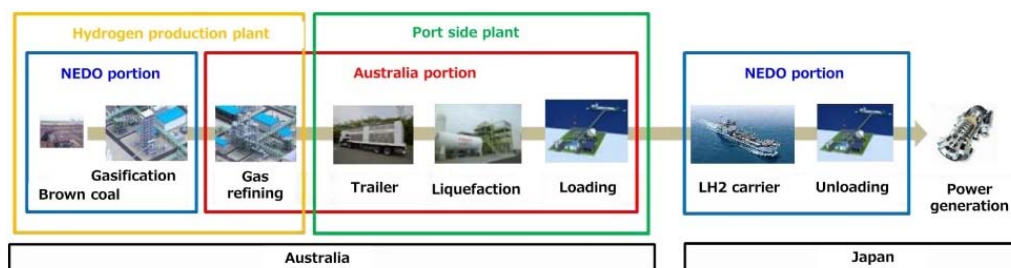 Hydrogen production plant
Port side plant
NEDO portion
Australia portion
NEDO portion
Gasification
Brown coal
Gas
refining
Trailer
Liquefaction
Loading
LH2 carrier
Unloading
Power
generation
Australia
Japan